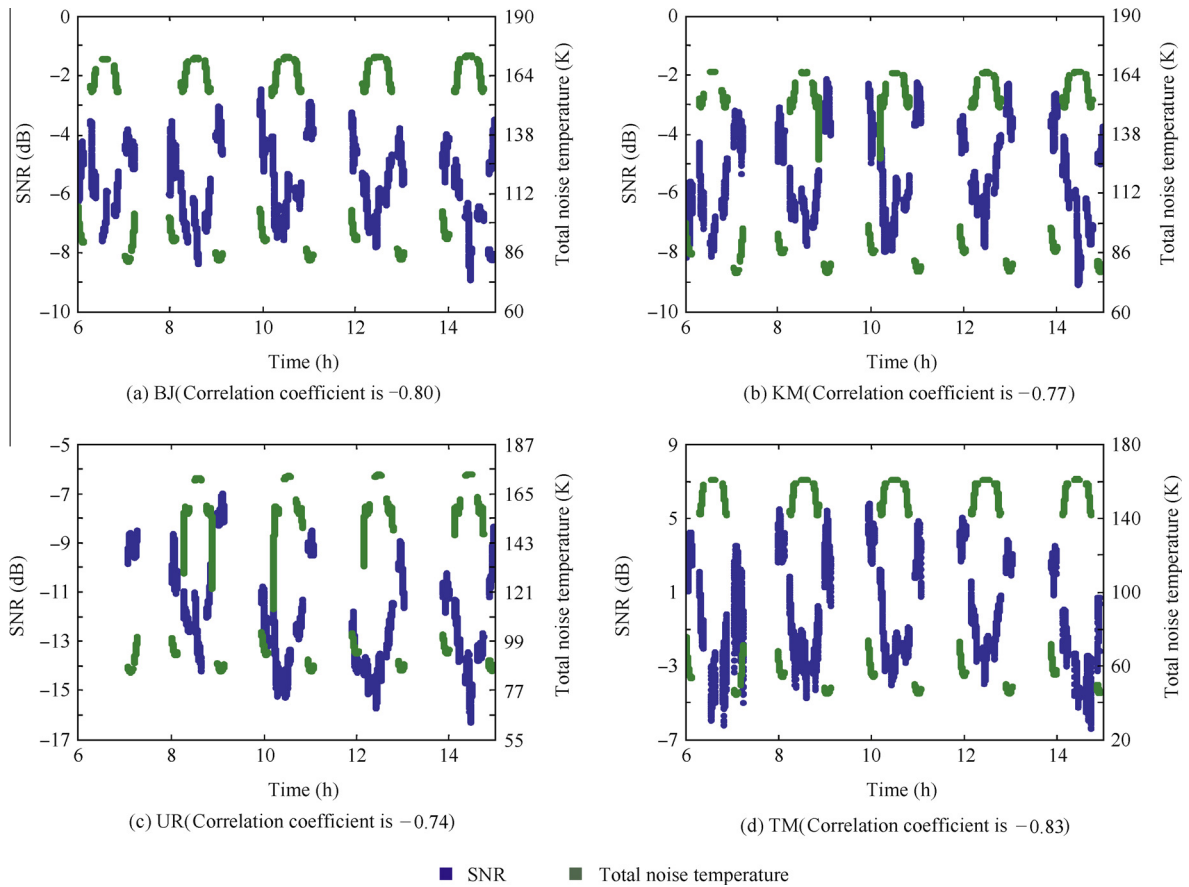 0
−2
−4
−6
−8
−10
SNR (dB)
190
164
138
112
86
60
Total noise temperature (K)
6 8 10 12 14
Time (h)
(a) BJ(Correlation coefficient is −0.80)
0
−2
−4
−6
−8
−10
SNR (dB)
190
164
138
112
86
60
Total noise temperature (K)
6 8 10 12 14
Time (h)
(b) KM(Correlation coefficient is −0.77)
−5
−7
−9
−11
−13
−15
−17
SNR (dB)
187
165
143
121
99
77
55
Total noise temperature (K)
6 8 10 12 14
Time (h)
(c) UR(Correlation coefficient is −0.74)
9
5
1
−3
−7
SNR (dB)
180
140
100
60
20
Total noise temperature (K)
6 8 10 12 14
Time (h)
(d) TM(Correlation coefficient is −0.83)
SNR Total noise temperature